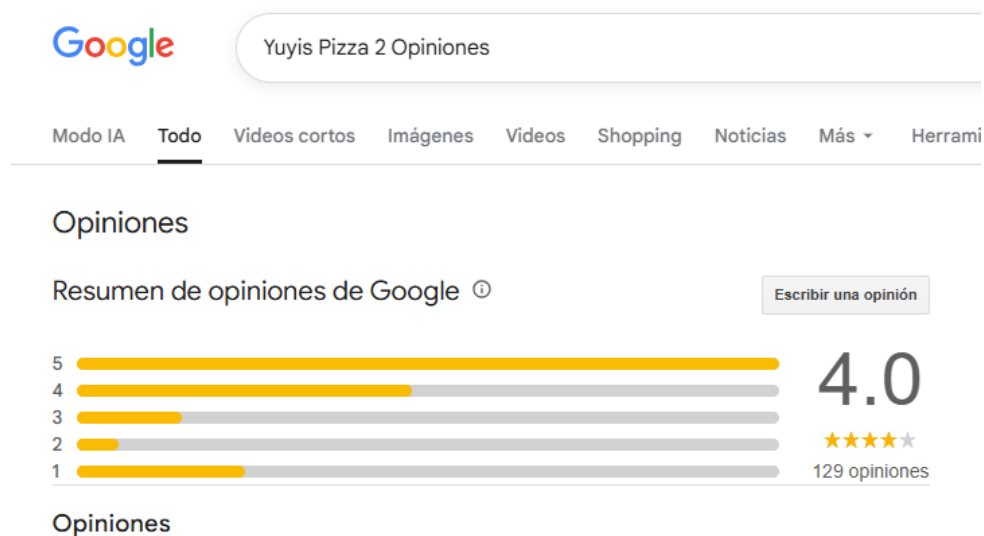 Google
Yuyis Pizza 2 Opiniones
Modo IA Todo Videos cortos Imágenes Videos Shopping Noticias Más Herrami
Opiniones
Resumen de opiniones de Google
Escribir una opinión
5
4
3
2
1
4.0
129 opiniones
Opiniones